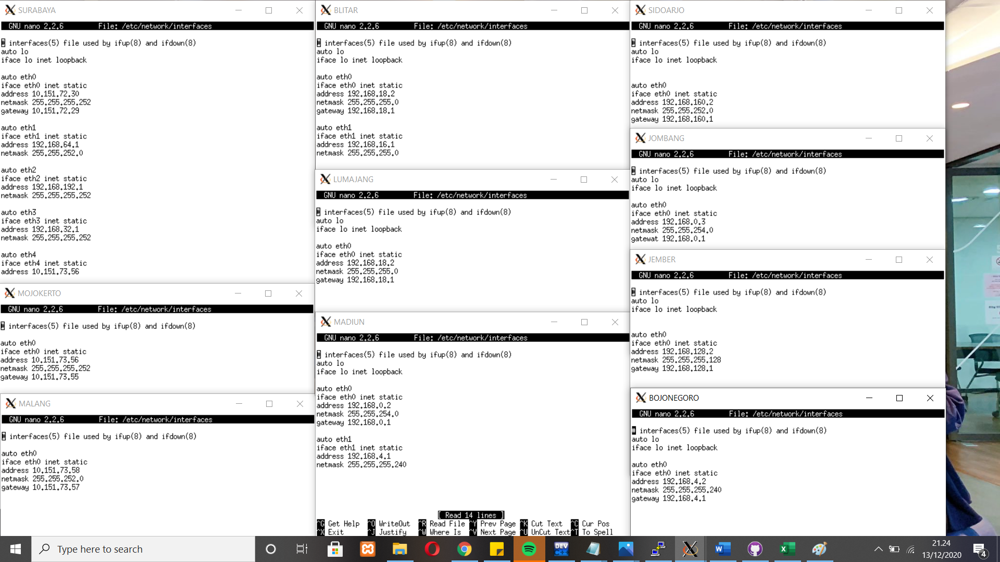 SURABAYA
GNU nano 2.2.6 File: /etc/network/interfaces
# interfaces(5) file used by ifup(8) and ifdown(8)
auto lo
iface lo inet loopback
auto eth0
iface eth0 inet static
address 10.151.72.30
netmask 255.255.255.252
gateway 10.151.72.29
auto eth1
iface eth1 inet static
address 192.168.64.1
netmask 255.255.252.0
auto eth2
iface eth2 inet static
address 192.168.192.1
netmask 255.255.255.252
auto eth3
iface eth3 inet static
address 192.168.32.1
netmask 255.255.255.252
auto eth4
iface eth4 inet static
address 10.151.73.56
MOJOKERTO
GNU nano 2.2.6 File: /etc/network/interfaces
# interfaces(5) file used by ifup(8) and ifdown(8)
auto eth0
iface eth0 inet static
address 10.151.73.56
netmask 255.255.255.252
gateway 10.151.73.55
MALANG
GNU nano 2.2.6 File: /etc/network/interfaces
# interfaces(5) file used by ifup(8) and ifdown(8)
auto eth0
iface eth0 inet static
address 10.151.73.58
netmask 255.255.252.0
gateway 10.151.73.57
BLITAR
GNU nano 2.2.6 File: /etc/network/interfaces
# interfaces(5) file used by ifup(8) and ifdown(8)
auto lo
iface lo inet loopback
auto eth0
iface eth0 inet static
address 192.168.18.2
netmask 255.255.255.0
gateway 192.168.18.1
auto eth1
iface eth1 inet static
address 192.168.16.1
netmask 255.255.255.0
LUMAJANG
GNU nano 2.2.6 File: /etc/network/interfaces
# interfaces(5) file used by ifup(8) and ifdown(8)
auto lo
iface lo inet loopback
auto eth0
iface eth0 inet static
address 192.168.18.2
netmask 255.255.255.0
gateway 192.168.18.1
MADIUN
GNU nano 2.2.6 File: /etc/network/interfaces
# interfaces(5) file used by ifup(8) and ifdown(8)
auto lo
iface lo inet loopback
auto eth0
iface eth0 inet static
address 192.168.0.2
netmask 255.255.254.0
gateway 192.168.0.1
auto eth1
iface eth1 inet static
address 192.168.4.1
netmask 255.255.255.240
[ Read 14 lines ]
^G Get Help ^O WriteOut ^R Read File ^Y Prev Page ^K Cut Text ^C Cur Pos
^X Exit ^J Justify ^W Where Is ^V Next Page ^U UnCut Text ^T To Spell
SIDOARJO
GNU nano 2.2.6 File: /etc/network/interfaces
# interfaces(5) file used by ifup(8) and ifdown(8)
auto lo
iface lo inet loopback
auto eth0
iface eth0 inet static
address 192.168.160.2
netmask 255.255.252.0
gateway 192.168.160.1
JOMBANG
GNU nano 2.2.6 File: /etc/network/interfaces
# interfaces(5) file used by ifup(8) and ifdown(8)
auto lo
iface lo inet loopback
auto eth0
iface eth0 inet static
address 192.168.0.3
netmask 255.255.254.0
gatewat 192.168.0.1
JEMBER
GNU nano 2.2.6 File: /etc/network/interfaces
# interfaces(5) file used by ifup(8) and ifdown(8)
auto lo
iface lo inet loopback
auto eth0
iface eth0 inet static
address 192.168.128.2
netmask 255.255.255.128
gateway 192.168.128.1
BOJONEGORO
GNU nano 2.2.6 File: /etc/network/interfaces
# interfaces(5) file used by ifup(8) and ifdown(8)
auto lo
iface lo inet loopback
auto eth0
iface eth0 inet static
address 192.168.4.2
netmask 255.255.255.240
gateway 192.168.4.1
Type here to search
DEV
C++
21.24
13/12/2020
4